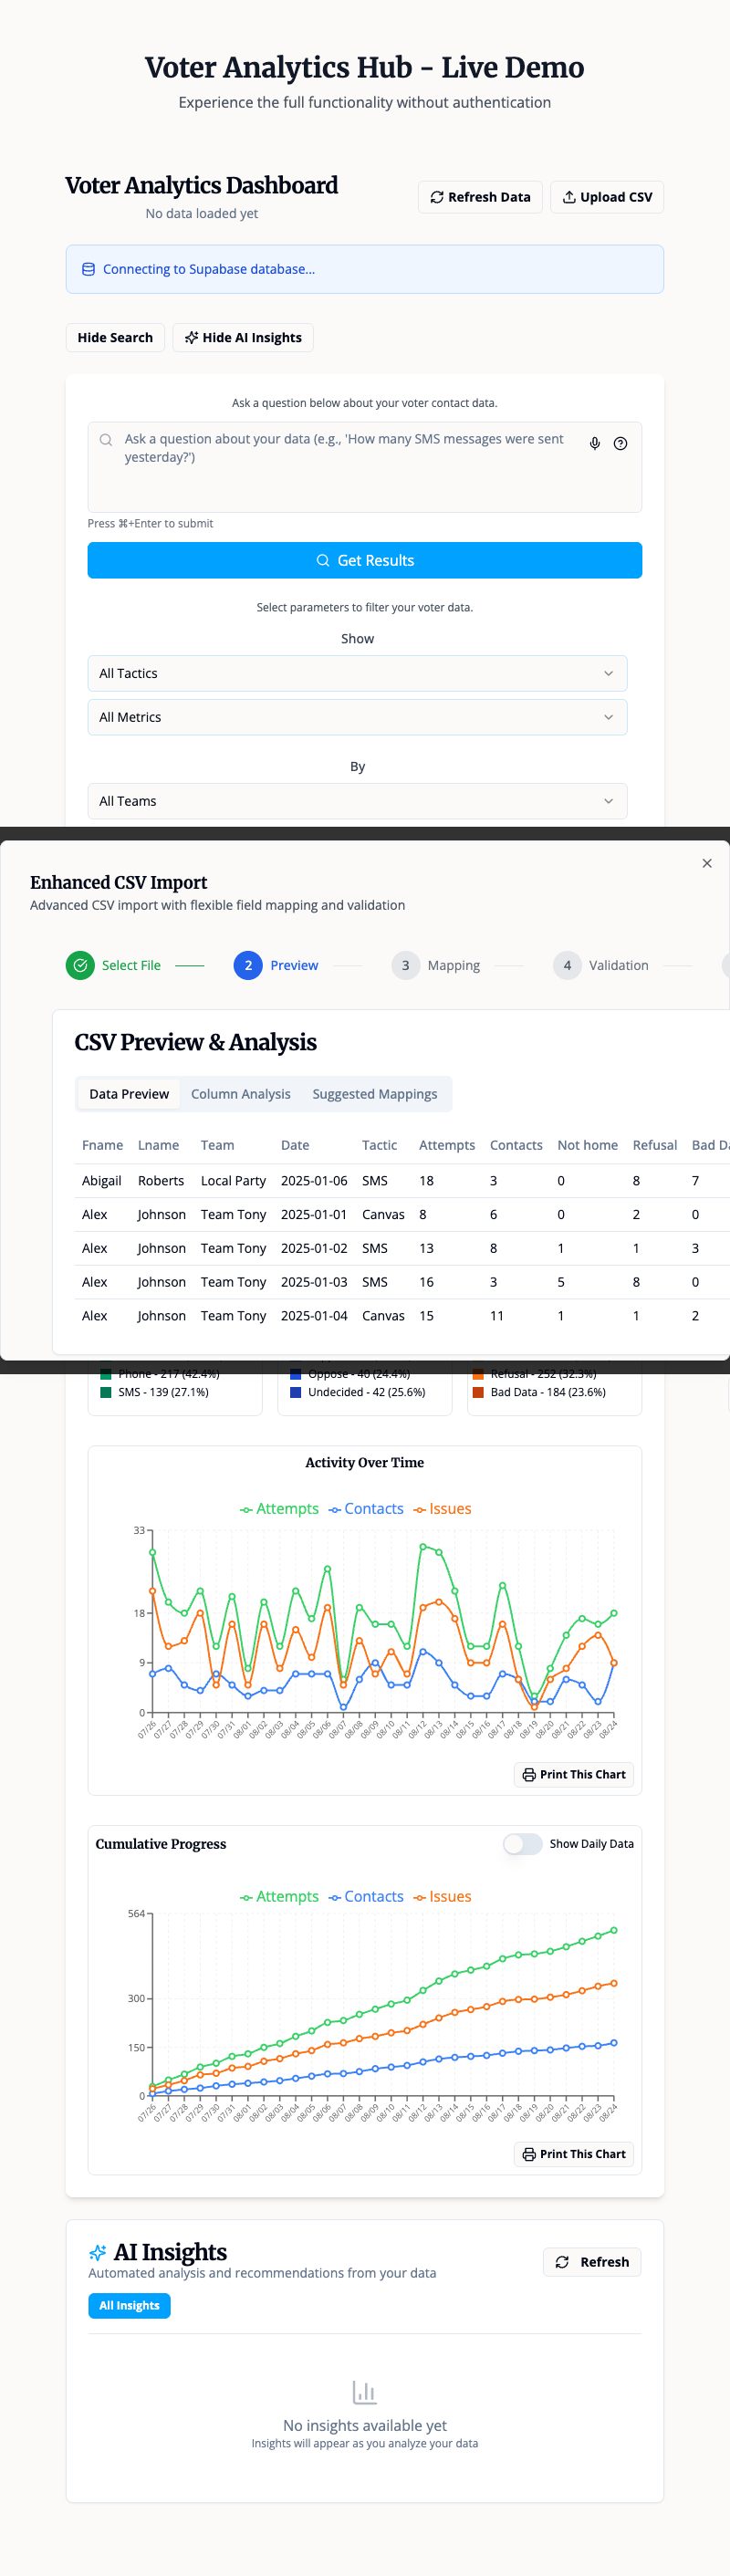 Voter Analytics Hub - Live Demo
Experience the full functionality without authentication
Voter Analytics Dashboard
No data loaded yet
Refresh Data
Upload CSV
Connecting to Supabase database...
Hide Search
Hide AI Insights
Ask a question below about your voter contact data.
Ask a question about your data (e.g., 'How many SMS messages were sent
yesterday?')
Press ⌘+Enter to submit
Get Results
Select parameters to filter your voter data.
Show
All Tactics
All Metrics
By
All Teams
Enhanced CSV Import
Advanced CSV import with flexible field mapping and validation
Select File
2 Preview
3 Mapping
4 Validation
CSV Preview & Analysis
Data Preview Column Analysis Suggested Mappings
Fname Lname Team Date Tactic Attempts Contacts Not home Refusal Bad Da
Abigail Roberts Local Party 2025-01-06 SMS 18 3 0 8 7
Alex Johnson Team Tony 2025-01-01 Canvas 8 6 0 2 0
Alex Johnson Team Tony 2025-01-02 SMS 13 8 1 1 3
Alex Johnson Team Tony 2025-01-03 SMS 16 3 5 8 0
Alex Johnson Team Tony 2025-01-04 Canvas 15 11 1 1 2
Phone - 217 (42.4%)
SMS - 139 (27.1%)
Oppose - 40 (24.4%)
Undecided - 42 (25.6%)
Refusal - 252 (32.3%)
Bad Data - 184 (23.6%)
Activity Over Time
Attempts Contacts Issues
33
18
9
0
07/26 07/27 07/28 07/29 07/30 07/31 08/01 08/02 08/03 08/04 08/05 08/06 08/07 08/08 08/09 08/10 08/11 08/12 08/13 08/14 08/15 08/16 08/17 08/18 08/19 08/20 08/21 08/22 08/23 08/24
Print This Chart
Cumulative Progress
Show Daily Data
Attempts Contacts Issues
564
300
150
0
07/26 07/27 07/28 07/29 07/30 07/31 08/01 08/02 08/03 08/04 08/05 08/06 08/07 08/08 08/09 08/10 08/11 08/12 08/13 08/14 08/15 08/16 08/17 08/18 08/19 08/20 08/21 08/22 08/23 08/24
Print This Chart
AI Insights
Automated analysis and recommendations from your data
Refresh
All Insights
No insights available yet
Insights will appear as you analyze your data